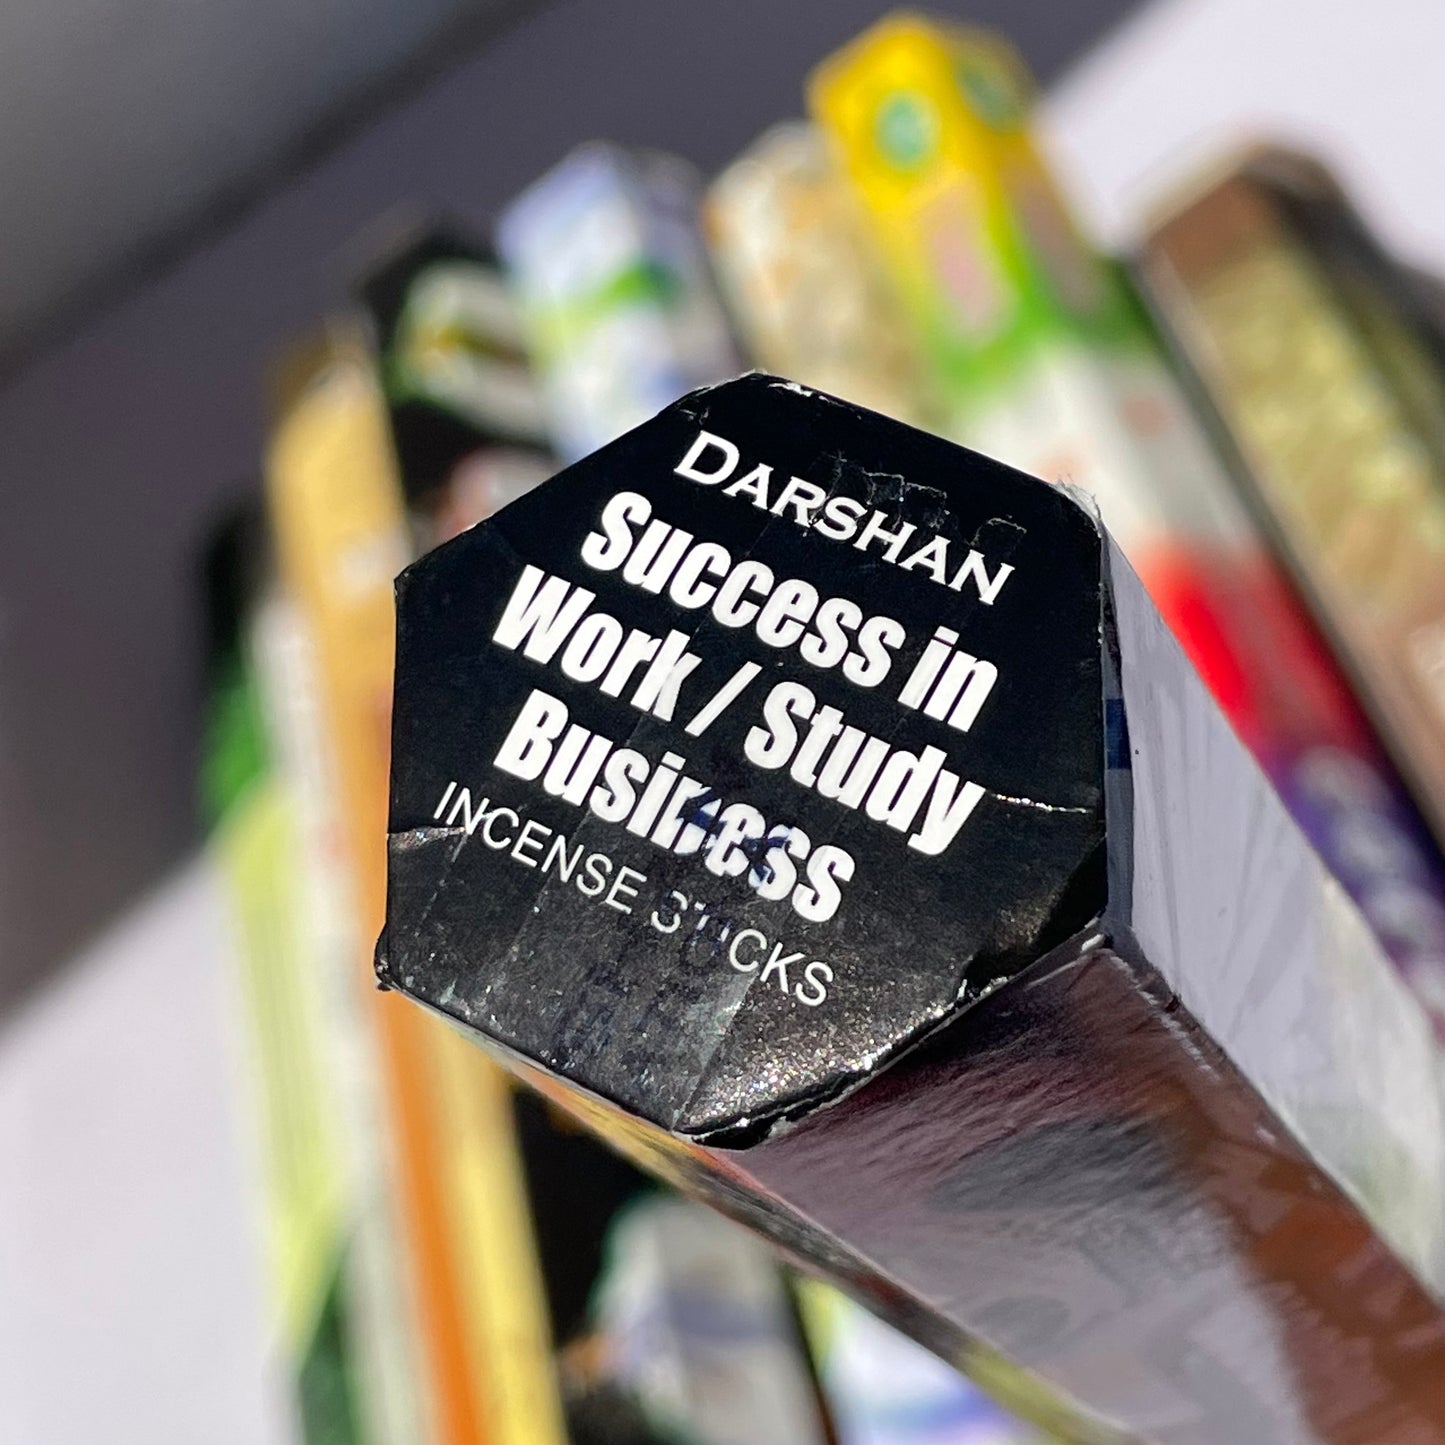 DARSHAN
Success in
Work / Study
Business
INCENSE STICKS